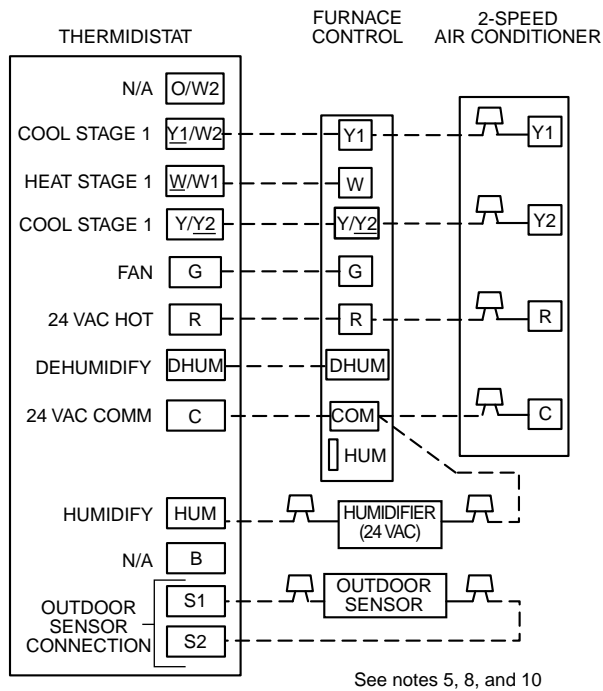 THERMIDISTAT
FURNACE
CONTROL
2-SPEED
AIR CONDITIONER
N/A O/W2
COOL STAGE 1 Y1/W2 Y1 Y1
HEAT STAGE 1 W/W1 W
COOL STAGE 1 Y/Y2 Y/Y2 Y2
FAN G G
24 VAC HOT R R R
DEHUMIDIFY DHUM DHUM
24 VAC COMM C COM C
HUM
HUMIDIFY HUM
HUMIDIFIER
(24 VAC)
N/A B
OUTDOOR
SENSOR
CONNECTION
S1
S2
OUTDOOR
SENSOR
See notes 5, 8, and 10